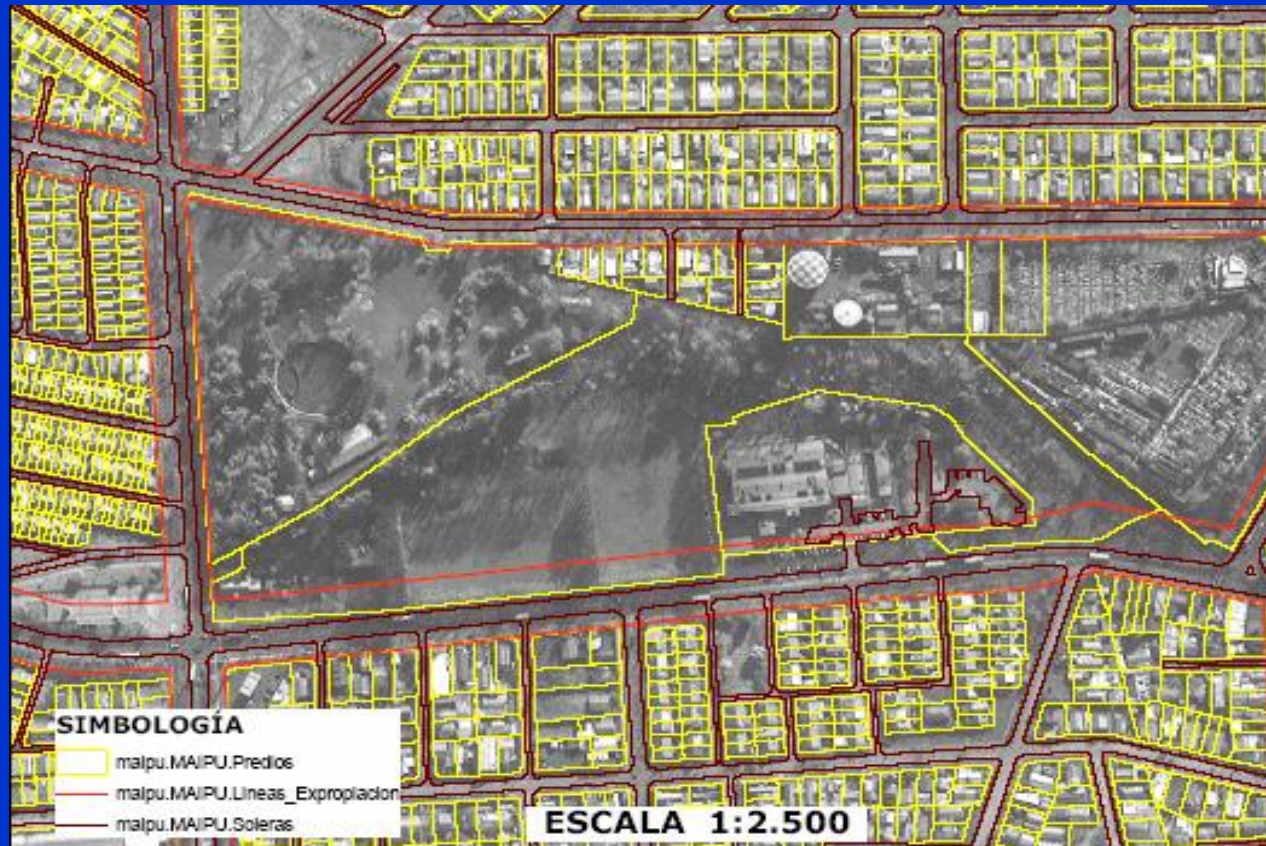 SIMBOLOGÍA
maipu.MAIPU.Predios
maipu.MAIPU.Lineas_Expropiacion
maipu.MAIPU.Soleras
ESCALA 1:2.500